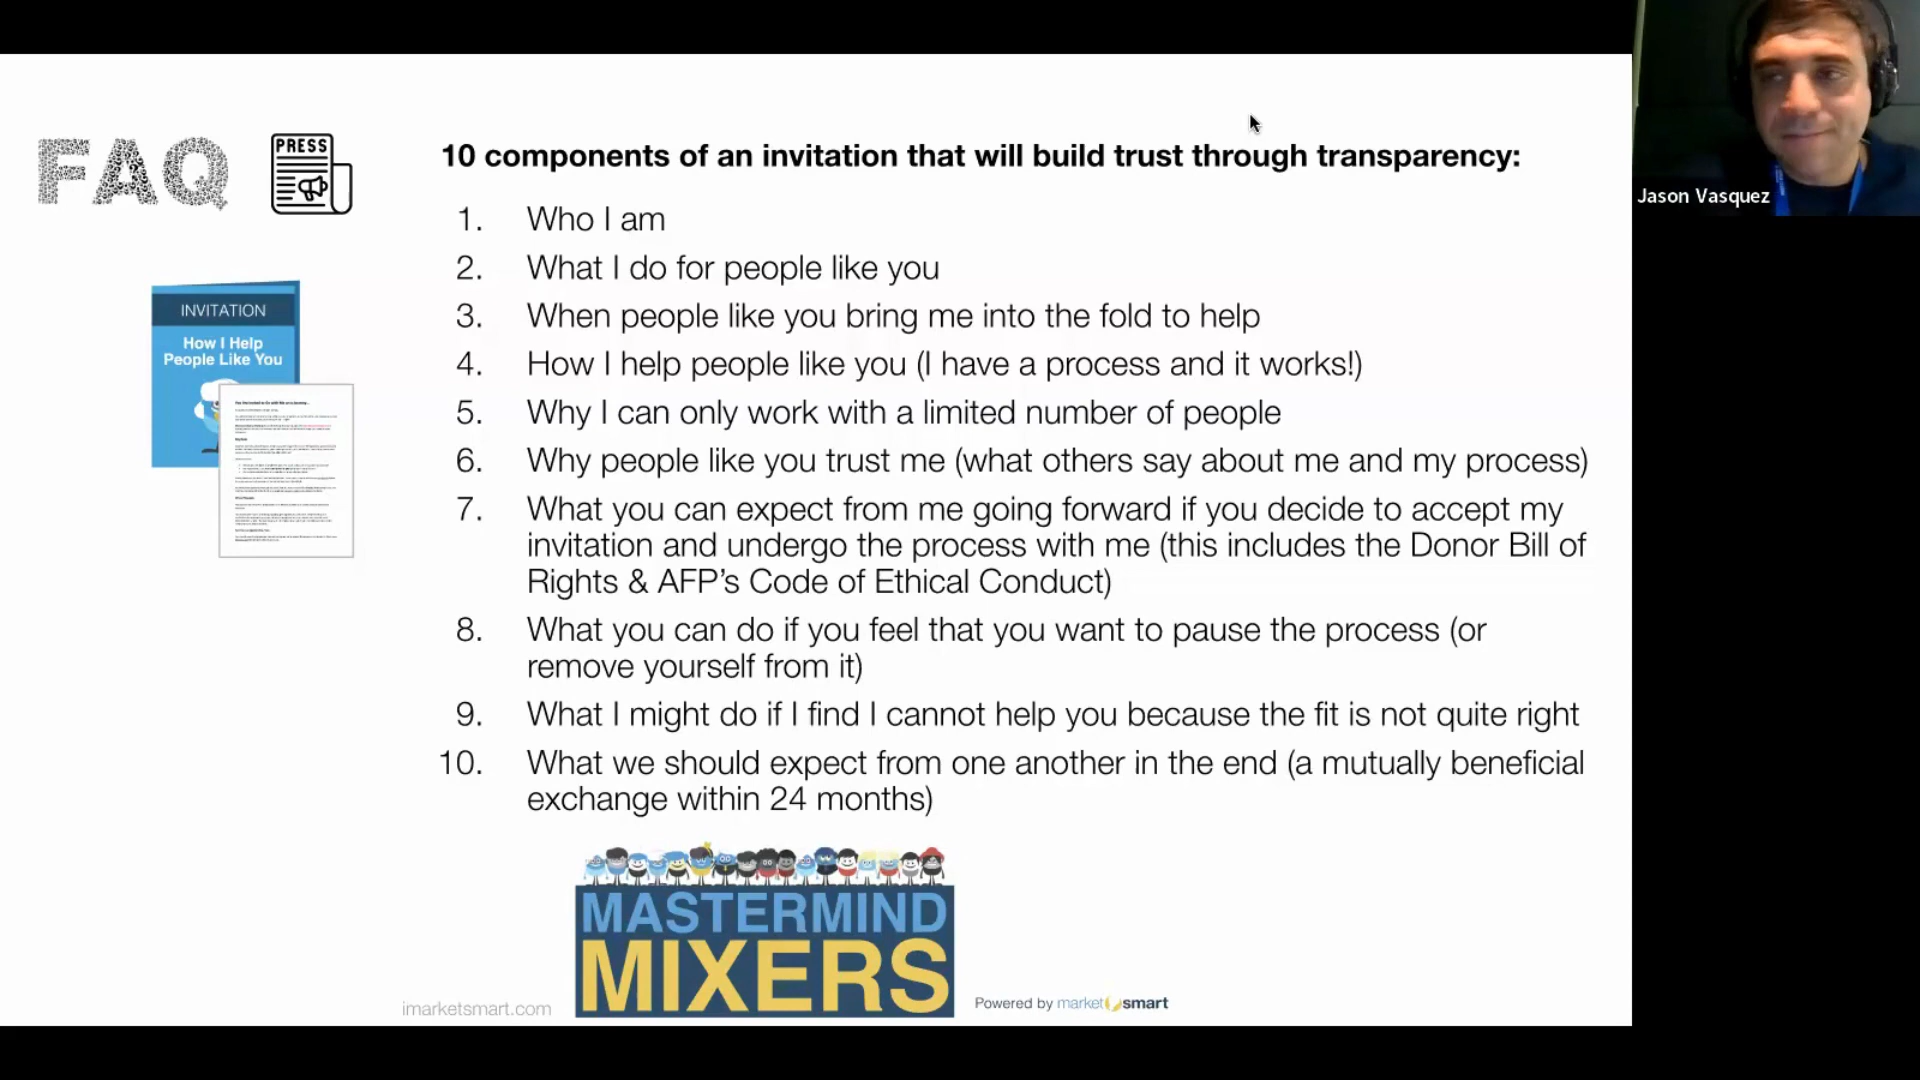 FAQ
PRESS
INVITATION
How I Help
People Like You
10 components of an invitation that will build trust through transparency:
1. Who I am
2. What I do for people like you
3. When people like you bring me into the fold to help
4. How I help people like you (I have a process and it works!)
5. Why I can only work with a limited number of people
6. Why people like you trust me (what others say about me and my process)
7. What you can expect from me going forward if you decide to accept my
invitation and undergo the process with me (this includes the Donor Bill of
Rights & AFP’s Code of Ethical Conduct)
8. What you can do if you feel that you want to pause the process (or
remove yourself from it)
9. What I might do if I find I cannot help you because the fit is not quite right
10. What we should expect from one another in the end (a mutually beneficial
exchange within 24 months)
MASTERMIND
MIXERS
imarketsmart.com
Powered by marketsmart
Jason Vasquez